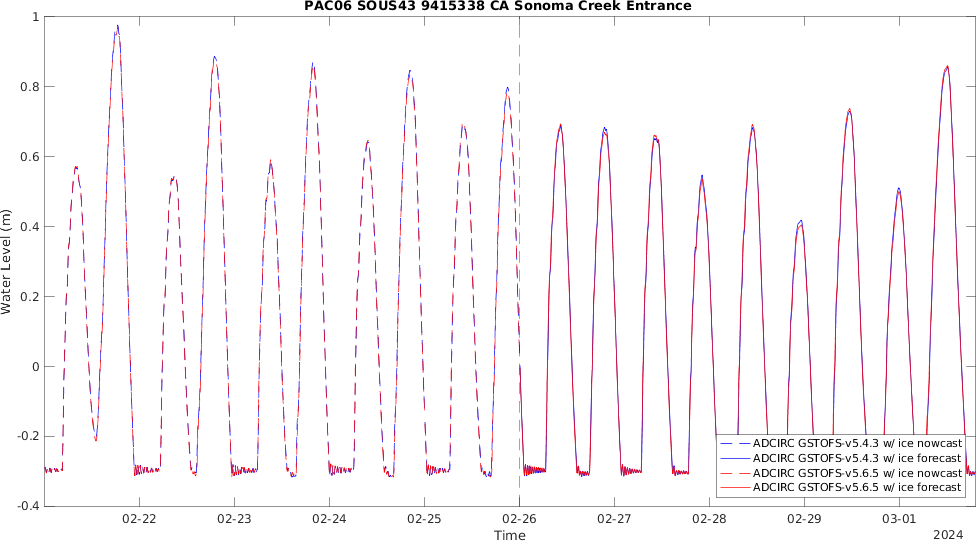 PAC06 SOUS43 9415338 CA Sonoma Creek Entrance
1
0.8
0.6
0.4
0.2
0
-0.2
-0.4
Water Level (m)
ADCIRC GSTOFS-v5.4.3 w/ ice nowcast
ADCIRC GSTOFS-v5.4.3 w/ ice forecast
ADCIRC GSTOFS-v5.6.5 w/ ice nowcast
ADCIRC GSTOFS-v5.6.5 w/ ice forecast
02-22 02-23 02-24 02-25 02-26 02-27 02-28 02-29 03-01
Time
2024